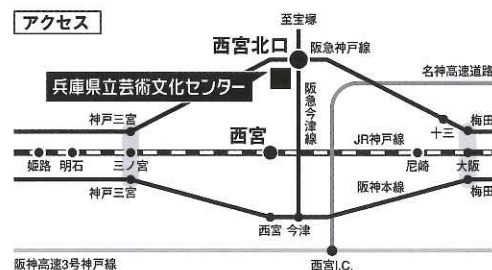 アクセス
至宝塚
西宮北口
阪急神戸線
名神高速道路
兵庫県立芸術文化センター
阪急今津線
神戸三宮
十三
梅田
西宮
JR神戸線
姫路
明石
三ノ宮
尼崎
大阪
神戸三宮
阪神本線
梅田
西宮
今津
阪神高速3号神戸線
西宮I.C.